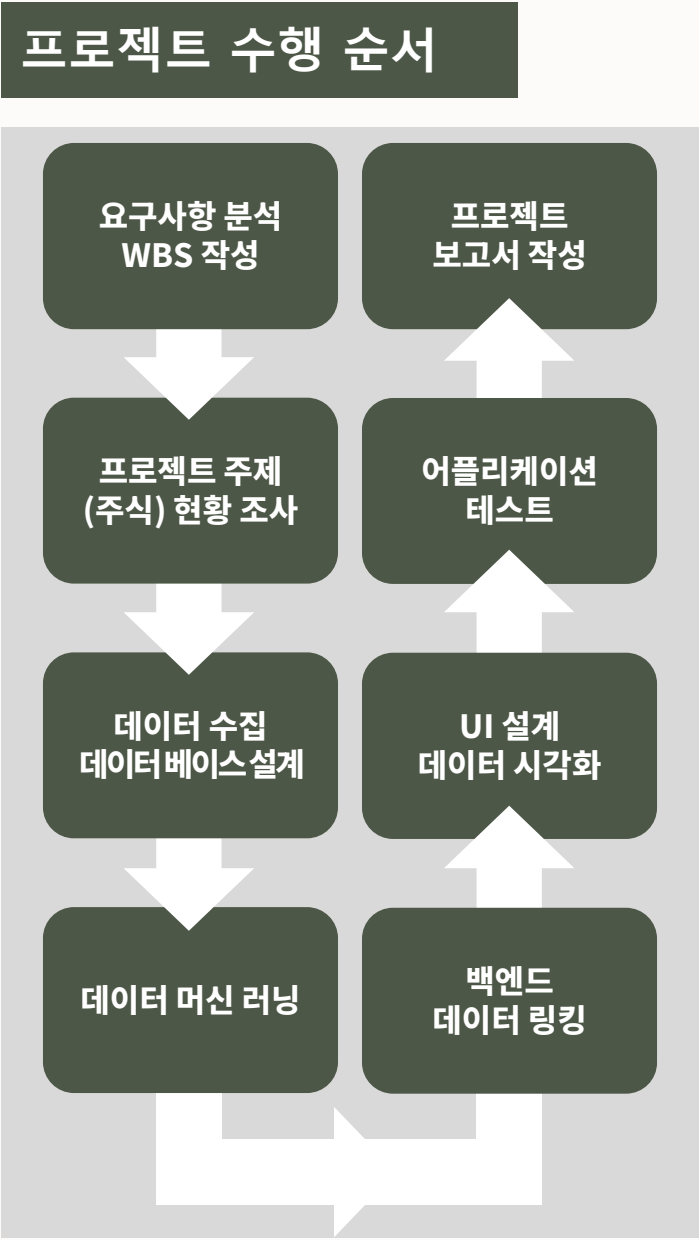 프로젝트 수행 순서
요구사항 분석
WBS 작성
프로젝트 주제
(주식) 현황 조사
데이터 수집
데이터베이스 설계
데이터 머신 러닝
백엔드
데이터 링킹
UI 설계
데이터 시각화
어플리케이션
테스트
프로젝트
보고서 작성